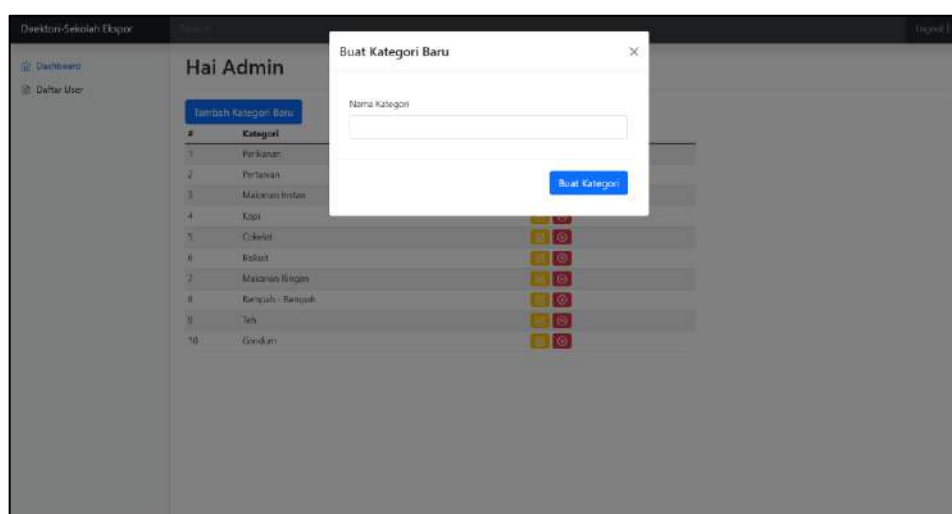 Direktori-Sekolah Ekspor
Search
Logout
Dashboard
Daftar User
Hai Admin
Tambah Kategori Baru
# Kategori
1 Perikanan
2 Pertanian
3 Makanan Instan
4 Kopi
5 Cokelat
6 Biskuit
7 Makanan Ringan
8 Rempah - Rempah
9 Teh
10 Gandum
Buat Kategori Baru ×
Nama Kategori
Buat Kategori